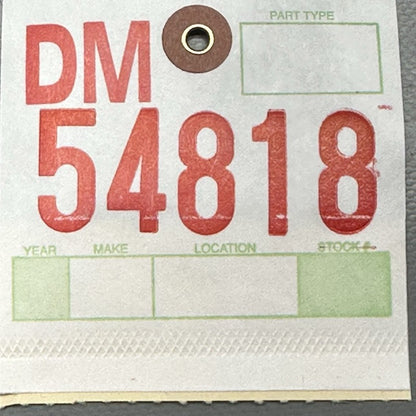 PART TYPE
DM
54818
YEAR MAKE LOCATION STOCK #